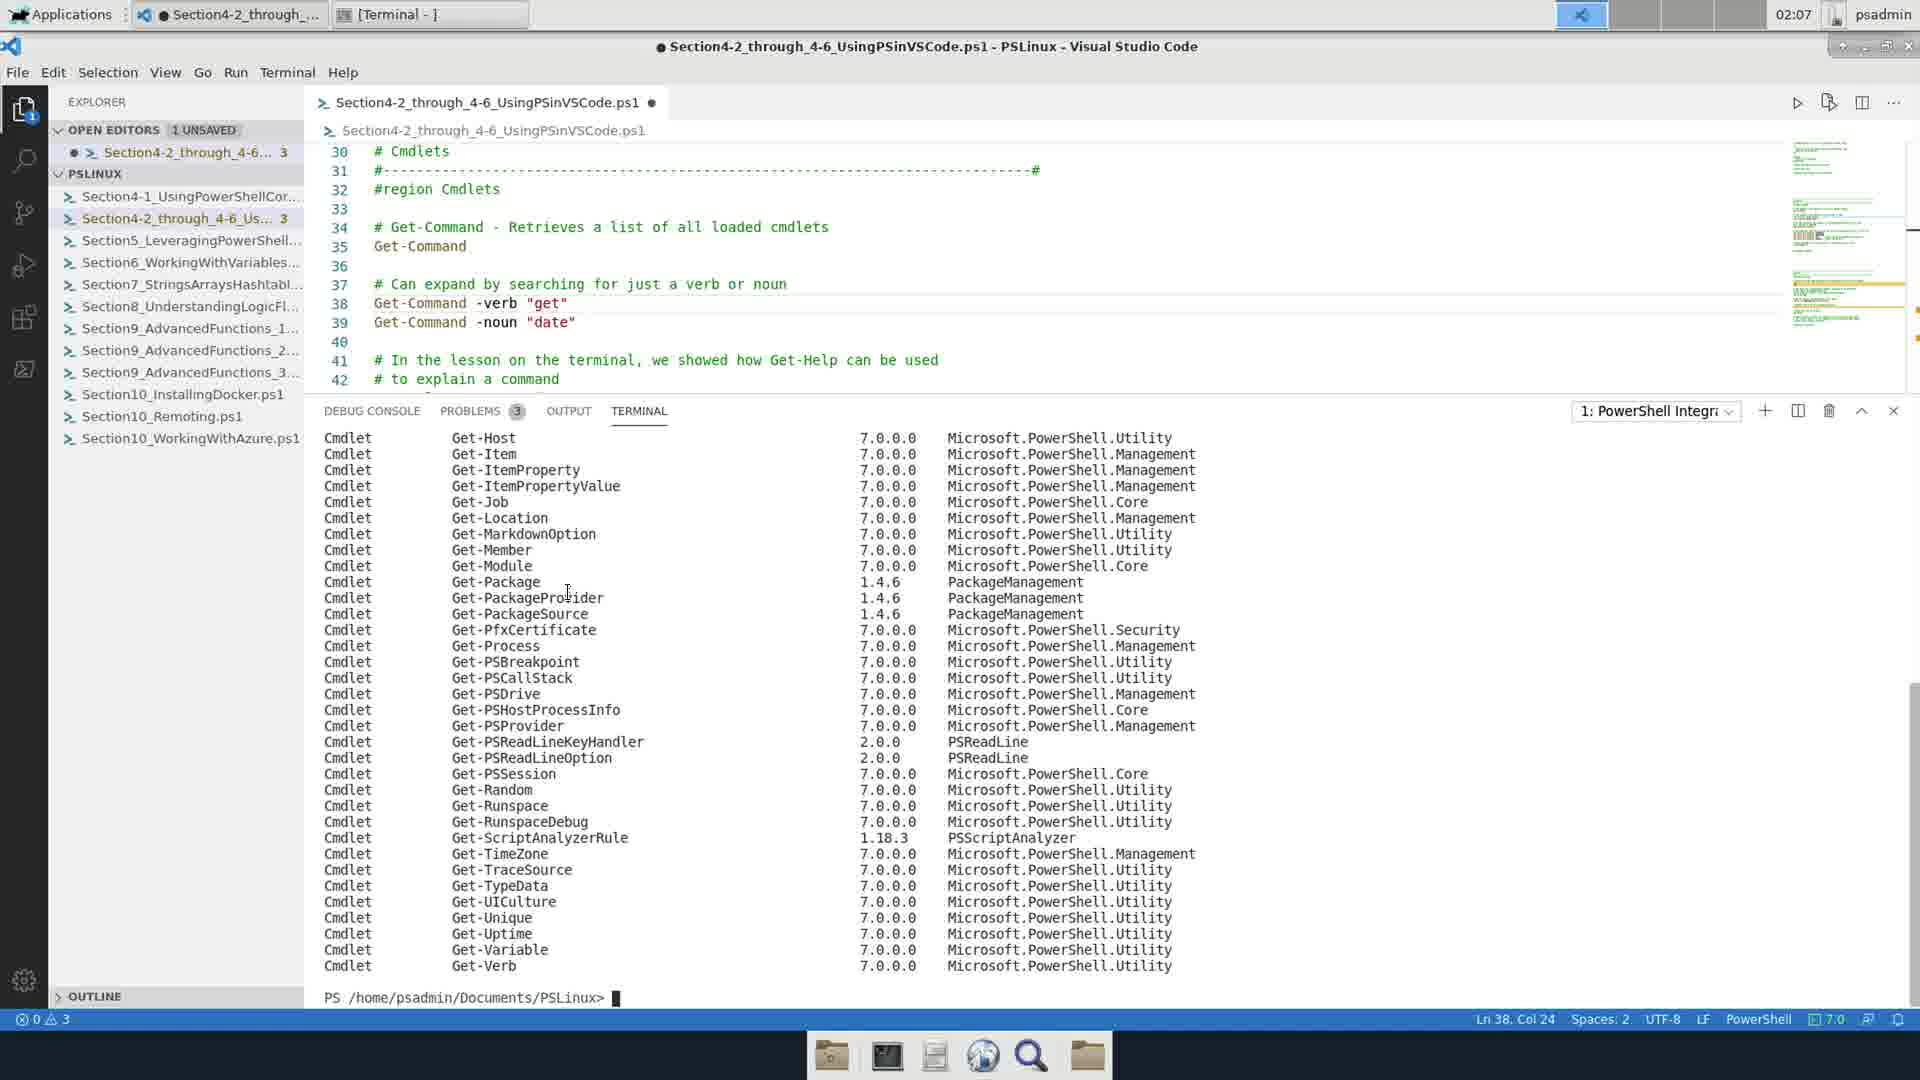 Applications
● Section4-2_through_...
[Terminal - ]
02:07
psadmin
● Section4-2_through_4-6_UsingPSinVSCode.ps1 - PSLinux - Visual Studio Code
File Edit Selection View Go Run Terminal Help
EXPLORER
OPEN EDITORS 1 UNSAVED
● Section4-2_through_4-6... 3
PSLINUX
Section4-1_UsingPowerShellCor...
Section4-2_through_4-6_Us... 3
Section5_LeveragingPowerShell...
Section6_WorkingWithVariables...
Section7_StringsArraysHashtabl...
Section8_UnderstandingLogicFl...
Section9_AdvancedFunctions_1...
Section9_AdvancedFunctions_2...
Section9_AdvancedFunctions_3...
Section10_InstallingDocker.ps1
Section10_Remoting.ps1
Section10_WorkingWithAzure.ps1
OUTLINE
1
Section4-2_through_4-6_UsingPSinVSCode.ps1 ●
Section4-2_through_4-6_UsingPSinVSCode.ps1
30 # Cmdlets
31 #-----------------------------------------------------------------------------#
32 #region Cmdlets
33
34 # Get-Command - Retrieves a list of all loaded cmdlets
35 Get-Command
36
37 # Can expand by searching for just a verb or noun
38 Get-Command -verb "get"
39 Get-Command -noun "date"
40
41 # In the lesson on the terminal, we showed how Get-Help can be used
42 # to explain a command
DEBUG CONSOLE PROBLEMS 3 OUTPUT TERMINAL
1: PowerShell Integra
Cmdlet Get-Host 7.0.0.0 Microsoft.PowerShell.Utility
Cmdlet Get-Item 7.0.0.0 Microsoft.PowerShell.Management
Cmdlet Get-ItemProperty 7.0.0.0 Microsoft.PowerShell.Management
Cmdlet Get-ItemPropertyValue 7.0.0.0 Microsoft.PowerShell.Management
Cmdlet Get-Job 7.0.0.0 Microsoft.PowerShell.Core
Cmdlet Get-Location 7.0.0.0 Microsoft.PowerShell.Management
Cmdlet Get-MarkdownOption 7.0.0.0 Microsoft.PowerShell.Utility
Cmdlet Get-Member 7.0.0.0 Microsoft.PowerShell.Utility
Cmdlet Get-Module 7.0.0.0 Microsoft.PowerShell.Core
Cmdlet Get-Package 1.4.6 PackageManagement
Cmdlet Get-PackageProvider 1.4.6 PackageManagement
Cmdlet Get-PackageSource 1.4.6 PackageManagement
Cmdlet Get-PfxCertificate 7.0.0.0 Microsoft.PowerShell.Security
Cmdlet Get-Process 7.0.0.0 Microsoft.PowerShell.Management
Cmdlet Get-PSBreakpoint 7.0.0.0 Microsoft.PowerShell.Utility
Cmdlet Get-PSCallStack 7.0.0.0 Microsoft.PowerShell.Utility
Cmdlet Get-PSDrive 7.0.0.0 Microsoft.PowerShell.Management
Cmdlet Get-PSHostProcessInfo 7.0.0.0 Microsoft.PowerShell.Core
Cmdlet Get-PSProvider 7.0.0.0 Microsoft.PowerShell.Management
Cmdlet Get-PSReadLineKeyHandler 2.0.0 PSReadLine
Cmdlet Get-PSReadLineOption 2.0.0 PSReadLine
Cmdlet Get-PSSession 7.0.0.0 Microsoft.PowerShell.Core
Cmdlet Get-Random 7.0.0.0 Microsoft.PowerShell.Utility
Cmdlet Get-Runspace 7.0.0.0 Microsoft.PowerShell.Utility
Cmdlet Get-RunspaceDebug 7.0.0.0 Microsoft.PowerShell.Utility
Cmdlet Get-ScriptAnalyzerRule 1.18.3 PSScriptAnalyzer
Cmdlet Get-TimeZone 7.0.0.0 Microsoft.PowerShell.Management
Cmdlet Get-TraceSource 7.0.0.0 Microsoft.PowerShell.Utility
Cmdlet Get-TypeData 7.0.0.0 Microsoft.PowerShell.Utility
Cmdlet Get-UICulture 7.0.0.0 Microsoft.PowerShell.Utility
Cmdlet Get-Unique 7.0.0.0 Microsoft.PowerShell.Utility
Cmdlet Get-Uptime 7.0.0.0 Microsoft.PowerShell.Utility
Cmdlet Get-Variable 7.0.0.0 Microsoft.PowerShell.Utility
Cmdlet Get-Verb 7.0.0.0 Microsoft.PowerShell.Utility
PS /home/psadmin/Documents/PSLinux>
0 3
Ln 38, Col 24 Spaces: 2 UTF-8 LF PowerShell 7.0